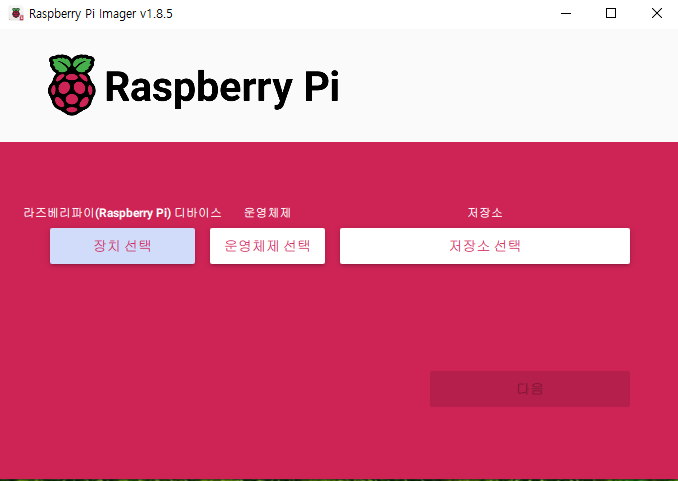 Raspberry Pi Imager v1.8.5
Raspberry Pi
라즈베리파이(Raspberry Pi) 디바이스 운영체제 저장소
장치 선택 운영체제 선택 저장소 선택
다음